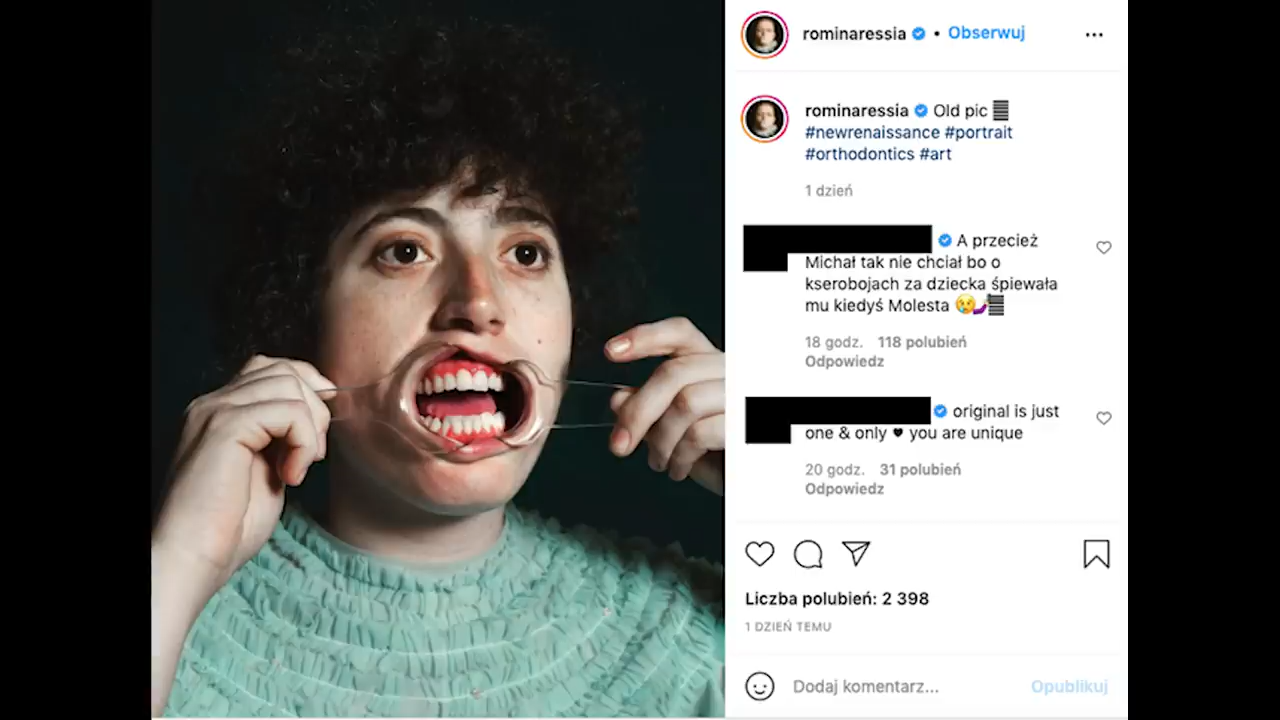 rominaressia • Obserwuj
rominaressia Old pic
#newrenaissance #portrait
#orthodontics #art
1 dzień
A przecież
Michał tak nie chciał bo o
kserobojach za dziecka śpiewała
mu kiedyś Molesta 😢
18 godz. 118 polubień
Odpowiedz
original is just
one & only ♥ you are unique
20 godz. 31 polubień
Odpowiedz
Liczba polubień: 2 398
1 DZIEŃ TEMU
Dodaj komentarz... Opublikuj